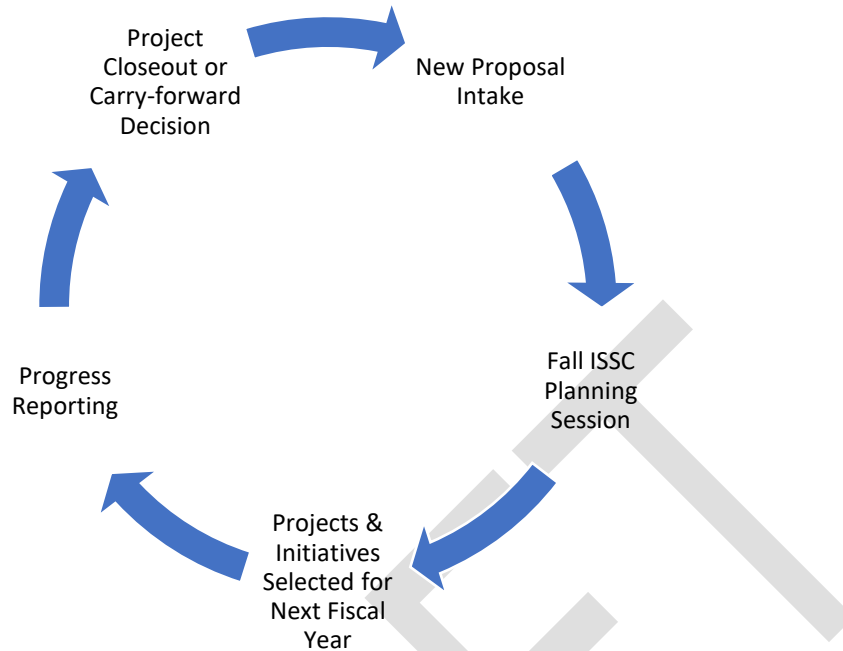 Project
Closeout or
Carry-forward
Decision
New Proposal
Intake
Fall ISSC
Planning
Session
Projects &
Initiatives
Selected for
Next Fiscal
Year
Progress
Reporting